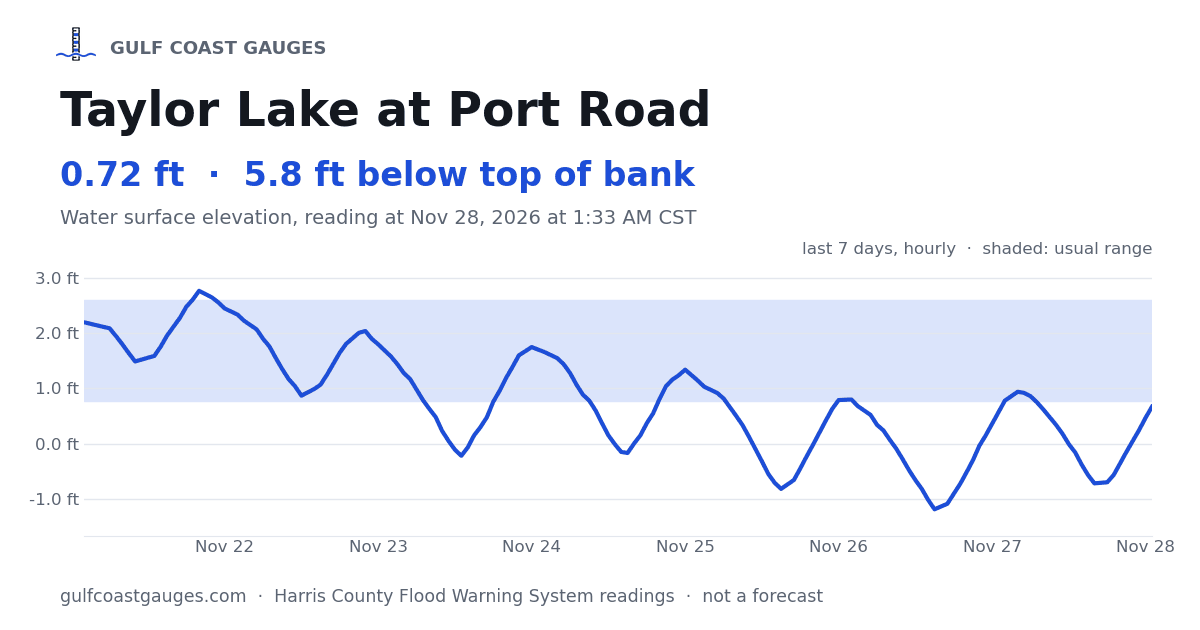 GULF COAST GAUGES
Taylor Lake at Port Road
0.72 ft · 5.8 ft below top of bank
Water surface elevation, reading at Nov 28, 2026 at 1:33 AM CST
last 7 days, hourly · shaded: usual range
3.0 ft
2.0 ft
1.0 ft
0.0 ft
-1.0 ft
Nov 22 Nov 23 Nov 24 Nov 25 Nov 26 Nov 27 Nov 28
gulfcoastgauges.com · Harris County Flood Warning System readings · not a forecast